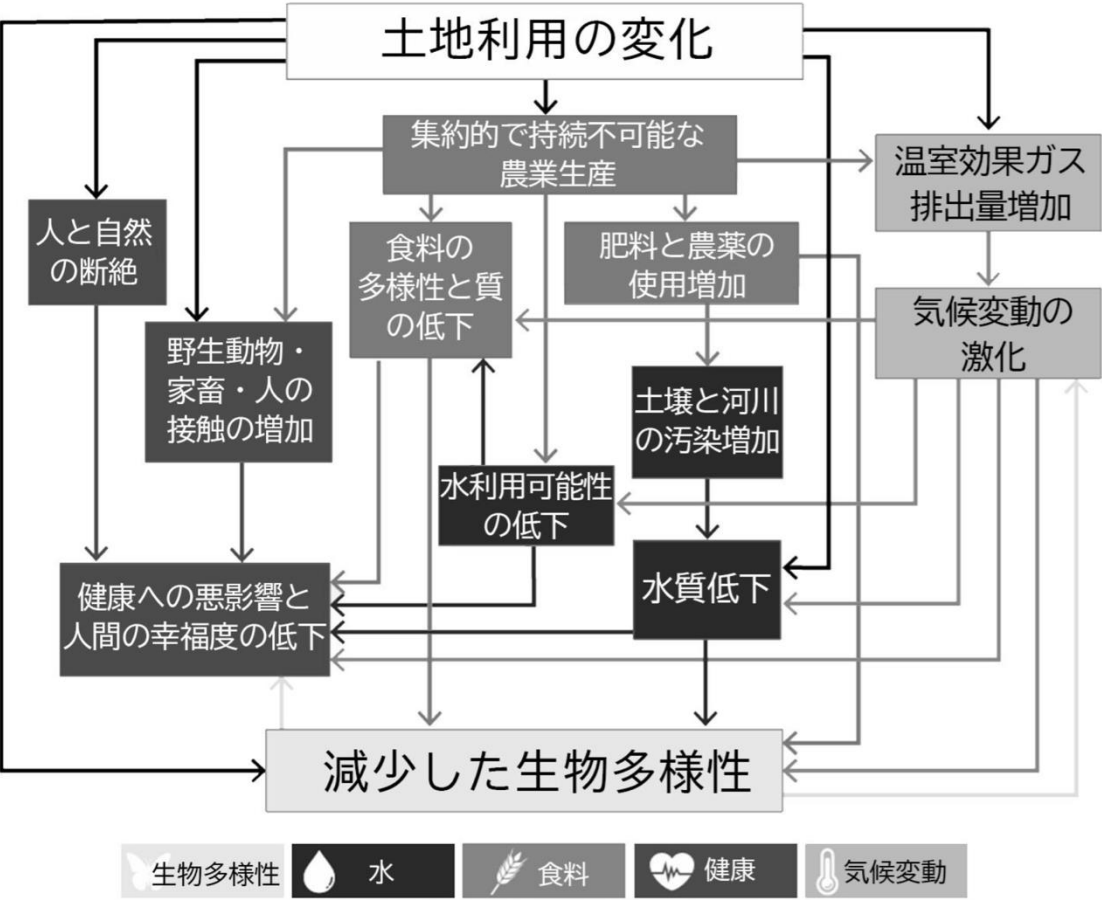 土地利用の変化
集約的で持続不可能な
農業生産
温室効果ガス
排出量増加
人と自然
の断絶
食料の
多様性と質
の低下
肥料と農薬の
使用増加
気候変動の
激化
野生動物・
家畜・人の
接触の増加
土壌と河川
の汚染増加
水利用可能性
の低下
水質低下
健康への悪影響と
人間の幸福度の低下
減少した生物多様性
生物多様性
水
食料
健康
気候変動